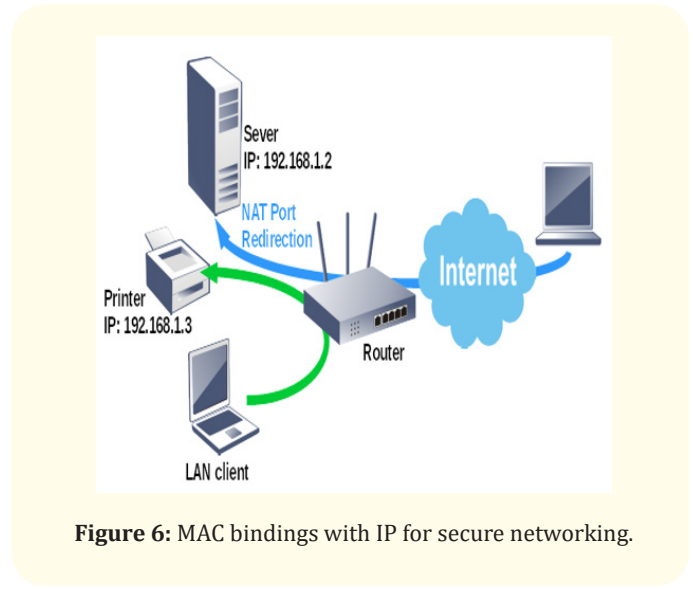 Sever
IP: 192.168.1.2
NAT Port
Redirection
Internet
Printer
IP: 192.168.1.3
Router
LAN client
Figure 6: MAC bindings with IP for secure networking.